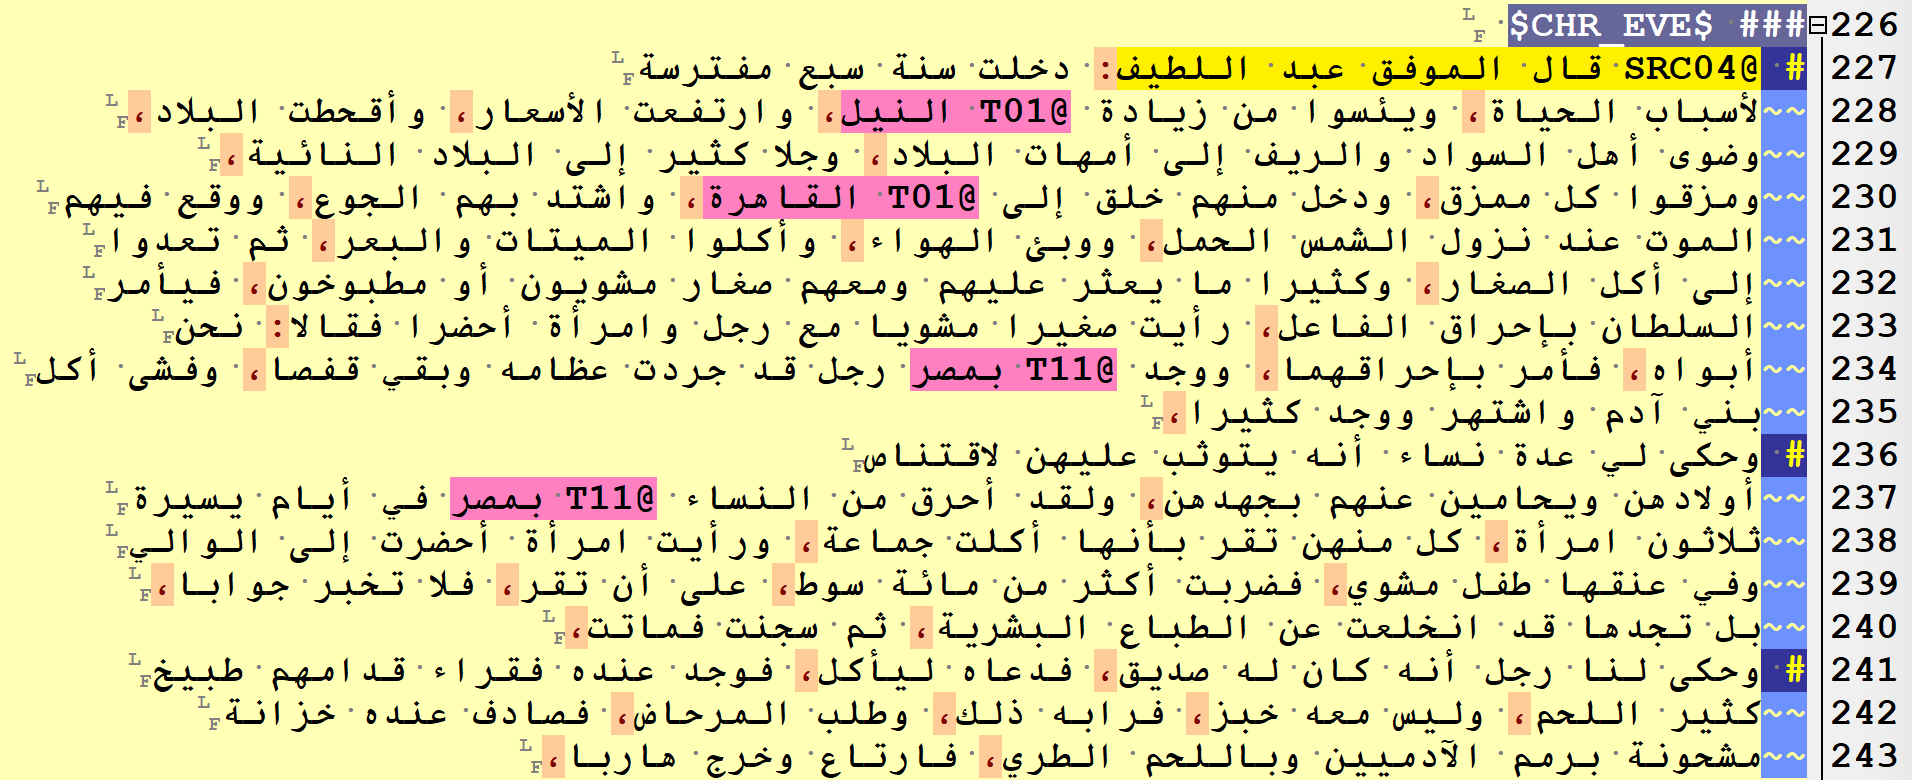 ### $CHR_EVE$ 226
# @SRC04 قال الموفق عبد اللطيف: دخلت سنة سبع مفترسة 227
~~لأسباب الحياة، ويئسوا من زيادة @T01 النيل، وارتفعت الأسعار، وأقحطت البلاد، 228
~~وضوى أهل السواد والريف إلى أمهات البلاد، وجلا كثير إلى البلاد النائية، 229
~~ومزقوا كل ممزق، ودخل منهم خلق إلى @T01 القاهرة، واشتد بهم الجوع، ووقع فيهم 230
~~الموت عند نزول الشمس الحمل، ووبئ الهواء، وأكلوا الميتات والبعر، ثم تعدوا 231
~~إلى أكل الصغار، وكثيرا ما يعثر عليهم ومعهم صغار مشويون أو مطبوخون، فيأمر 232
~~السلطان بإحراق الفاعل، رأيت صغيرا مشويا مع رجل وامرأة أحضرا فقالا: نحن 233
~~أبواه، فأمر بإحراقهما، ووجد @T11 بمصر رجل قد جردت عظامه وبقي قفصا، وفشى أكل 234
~~بني آدم واشتهر ووجد كثيرا، 235
# وحكى لي عدة نساء أنه يتوثب عليهن لاقتناص 236
~~أولادهن ويحامين عنهم بجهدهن، ولقد أحرق من النساء @T11 بمصر في أيام يسيرة 237
~~ثلاثون امرأة، كل منهن تقر بأنها أكلت جماعة، ورأيت امرأة أحضرت إلى الوالي 238
~~وفي عنقها طفل مشوي، فضربت أكثر من مائة سوط، على أن تقر، فلا تخبر جوابا، 239
~~بل تجدها قد انخلعت عن الطباع البشرية، ثم سجنت فماتت، 240
# وحكى لنا رجل أنه كان له صديق، فدعاه ليأكل، فوجد عنده فقراء قدامهم طبيخ 241
~~كثير اللحم، وليس معه خبز، فرابه ذلك، وطلب المرحاض، فصادف عنده خزانة 242
~~مشحونة برمم الآدميين وباللحم الطري، فارتاع وخرج هاربا، 243